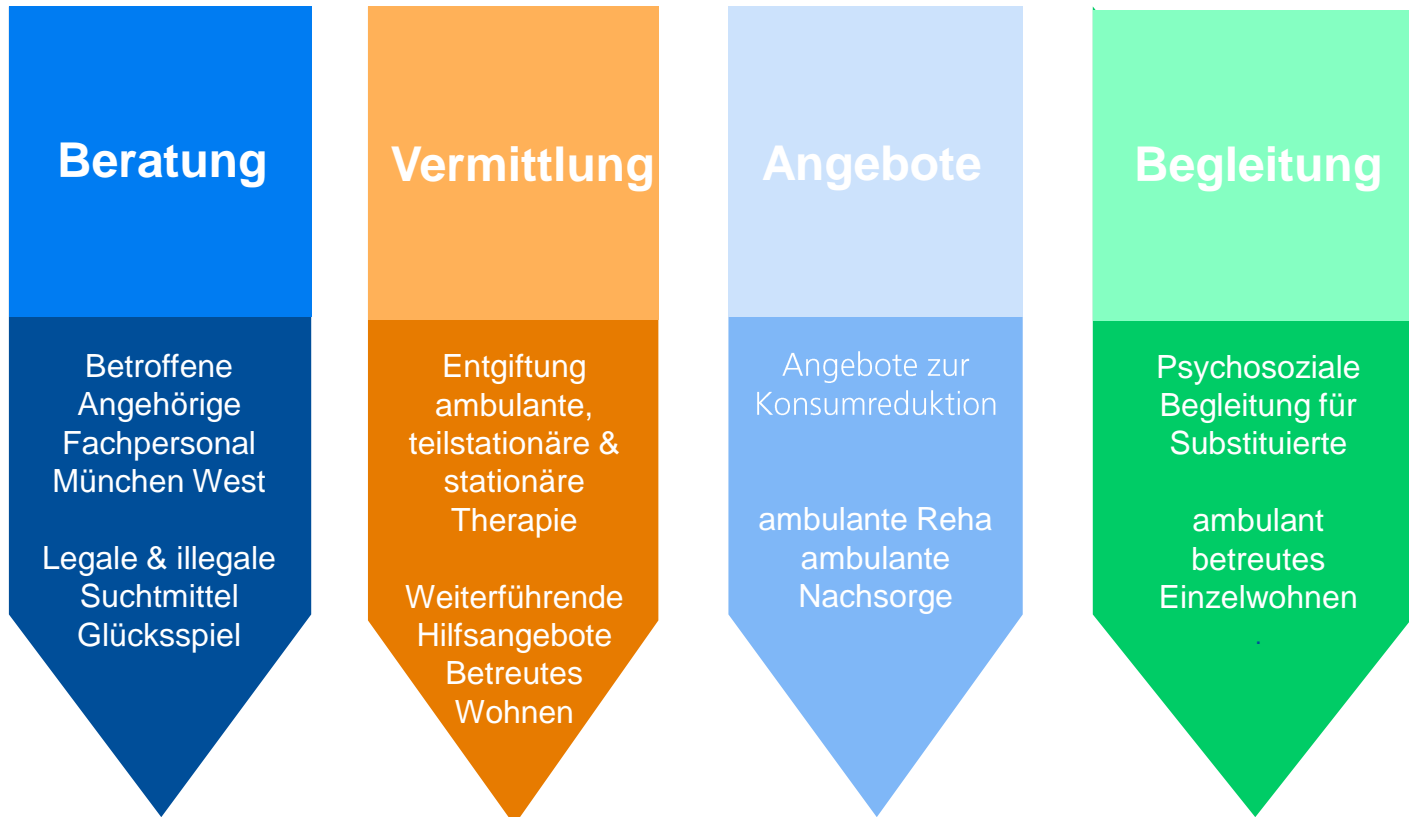 Beratung
Betroffene
Angehörige
Fachpersonal
München West
Legale & illegale
Suchtmittel
Glücksspiel
Vermittlung
Entgiftung
ambulante,
teilstationäre &
stationäre
Therapie
Weiterführende
Hilfsangebote
Betreutes
Wohnen
Angebote
Angebote zur
Konsumreduktion
ambulante Reha
ambulante
Nachsorge
Begleitung
Psychosoziale
Begleitung für
Substituierte
ambulant
betreutes
Einzelwohnen
.